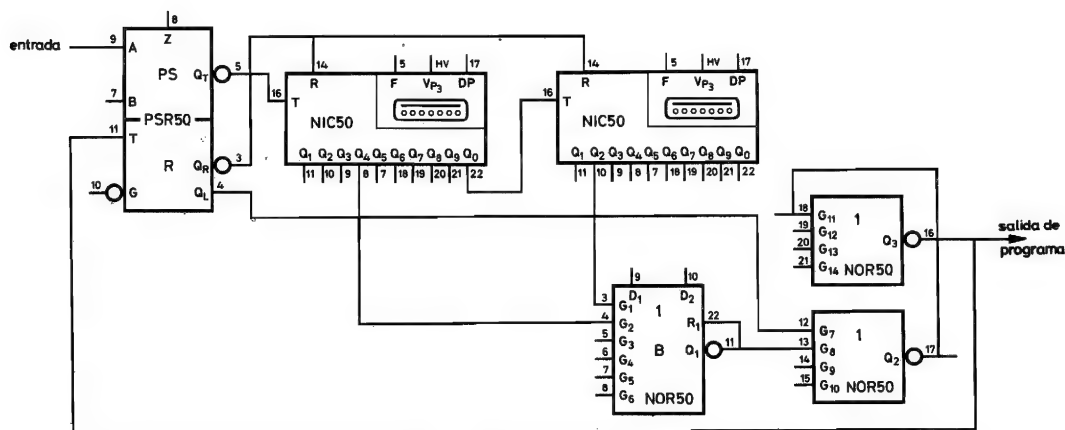 entrada
9
A
8
Z
PS
Q_T
5
7
B
PSR50
11
T
R
Q_R
3
10
G
Q_L
4
14
R
5
F
HV
V_P3
17
DP
16
T
NIC50
Q1 Q2 Q3 Q4 Q5 Q6 Q7 Q8 Q9 Q0
11 10 9 8 7 18 19 20 21 22
14
R
5
F
HV
V_P3
17
DP
16
T
NIC50
Q1 Q2 Q3 Q4 Q5 Q6 Q7 Q8 Q9 Q0
11 10 9 8 7 18 19 20 21 22
18 G11
19 G12
20 G13
21 G14
1
Q3
16
NOR50
salida de
programa
9
D1
10
D2
3 G1
4 G2
5 G3
6 G4
7 G5
8 G6
1
B
R1
22
Q1
11
NOR50
12 G7
13 G8
14 G9
15 G10
1
Q2
17
NOR50